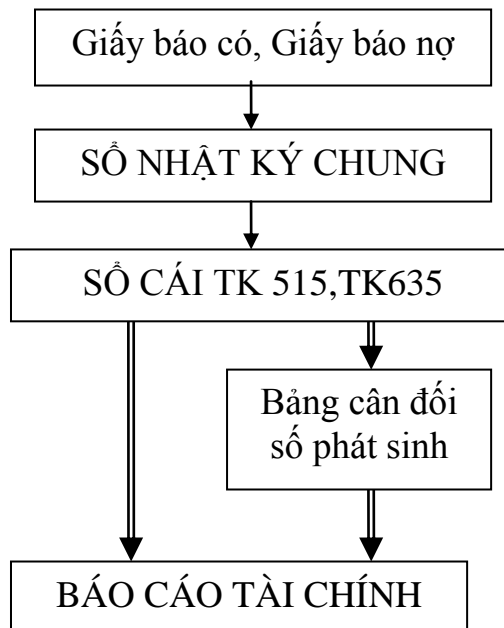 Giấy báo có, Giấy báo nợ
SỔ NHẬT KÝ CHUNG
SỔ CÁI TK 515,TK635
Bảng cân đối
số phát sinh
BÁO CÁO TÀI CHÍNH